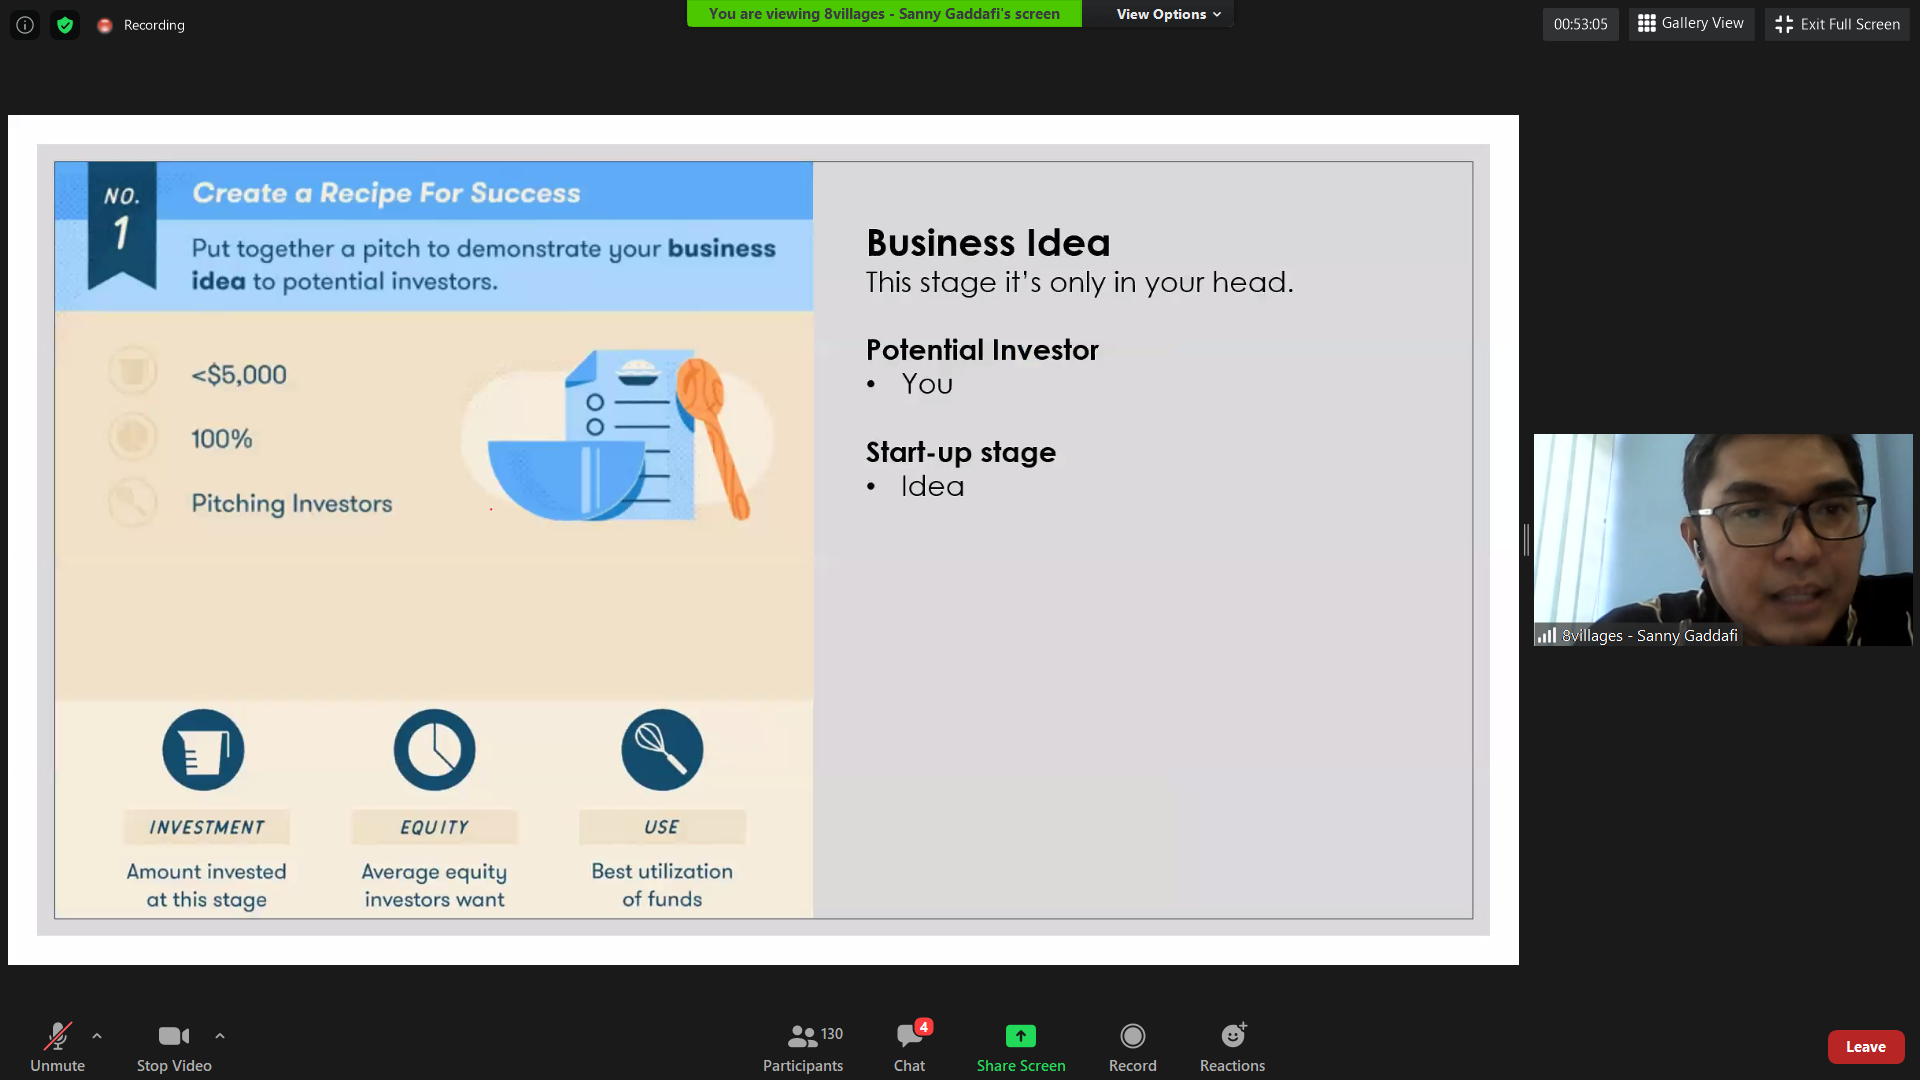 Recording
You are viewing 8villages - Sanny Gaddafi's screen
View Options
00:53:05
Gallery View
Exit Full Screen
NO.
1
Create a Recipe For Success
Put together a pitch to demonstrate your business
idea to potential investors.
<$5,000
100%
Pitching Investors
INVESTMENT
Amount invested
at this stage
EQUITY
Average equity
investors want
USE
Best utilization
of funds
Business Idea
This stage it’s only in your head.
Potential Investor
• You
Start-up stage
• Idea
8villages - Sanny Gaddafi
Unmute
Stop Video
130
Participants
4
Chat
Share Screen
Record
Reactions
Leave